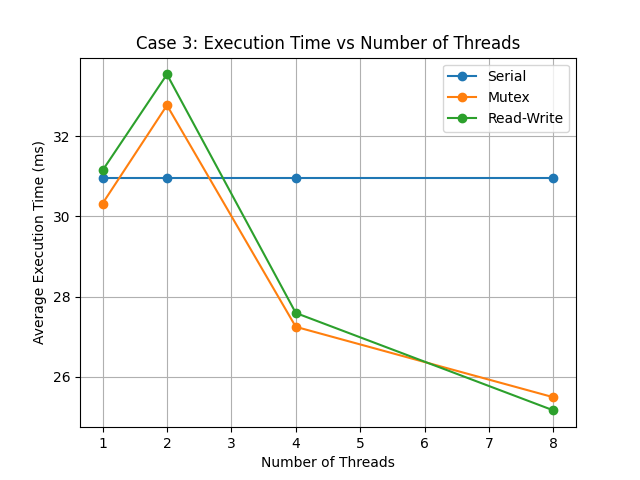 Case 3: Execution Time vs Number of Threads
Serial
Mutex
Read-Write
Average Execution Time (ms)
32
30
28
26
1 2 3 4 5 6 7 8
Number of Threads